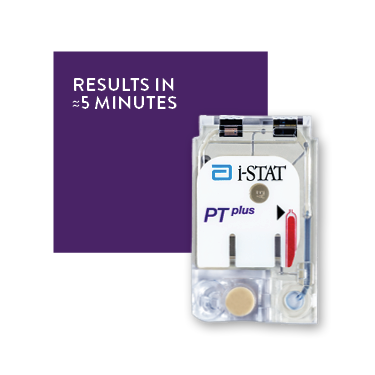 RESULTS IN
≈5 MINUTES
i-STAT
PT plus